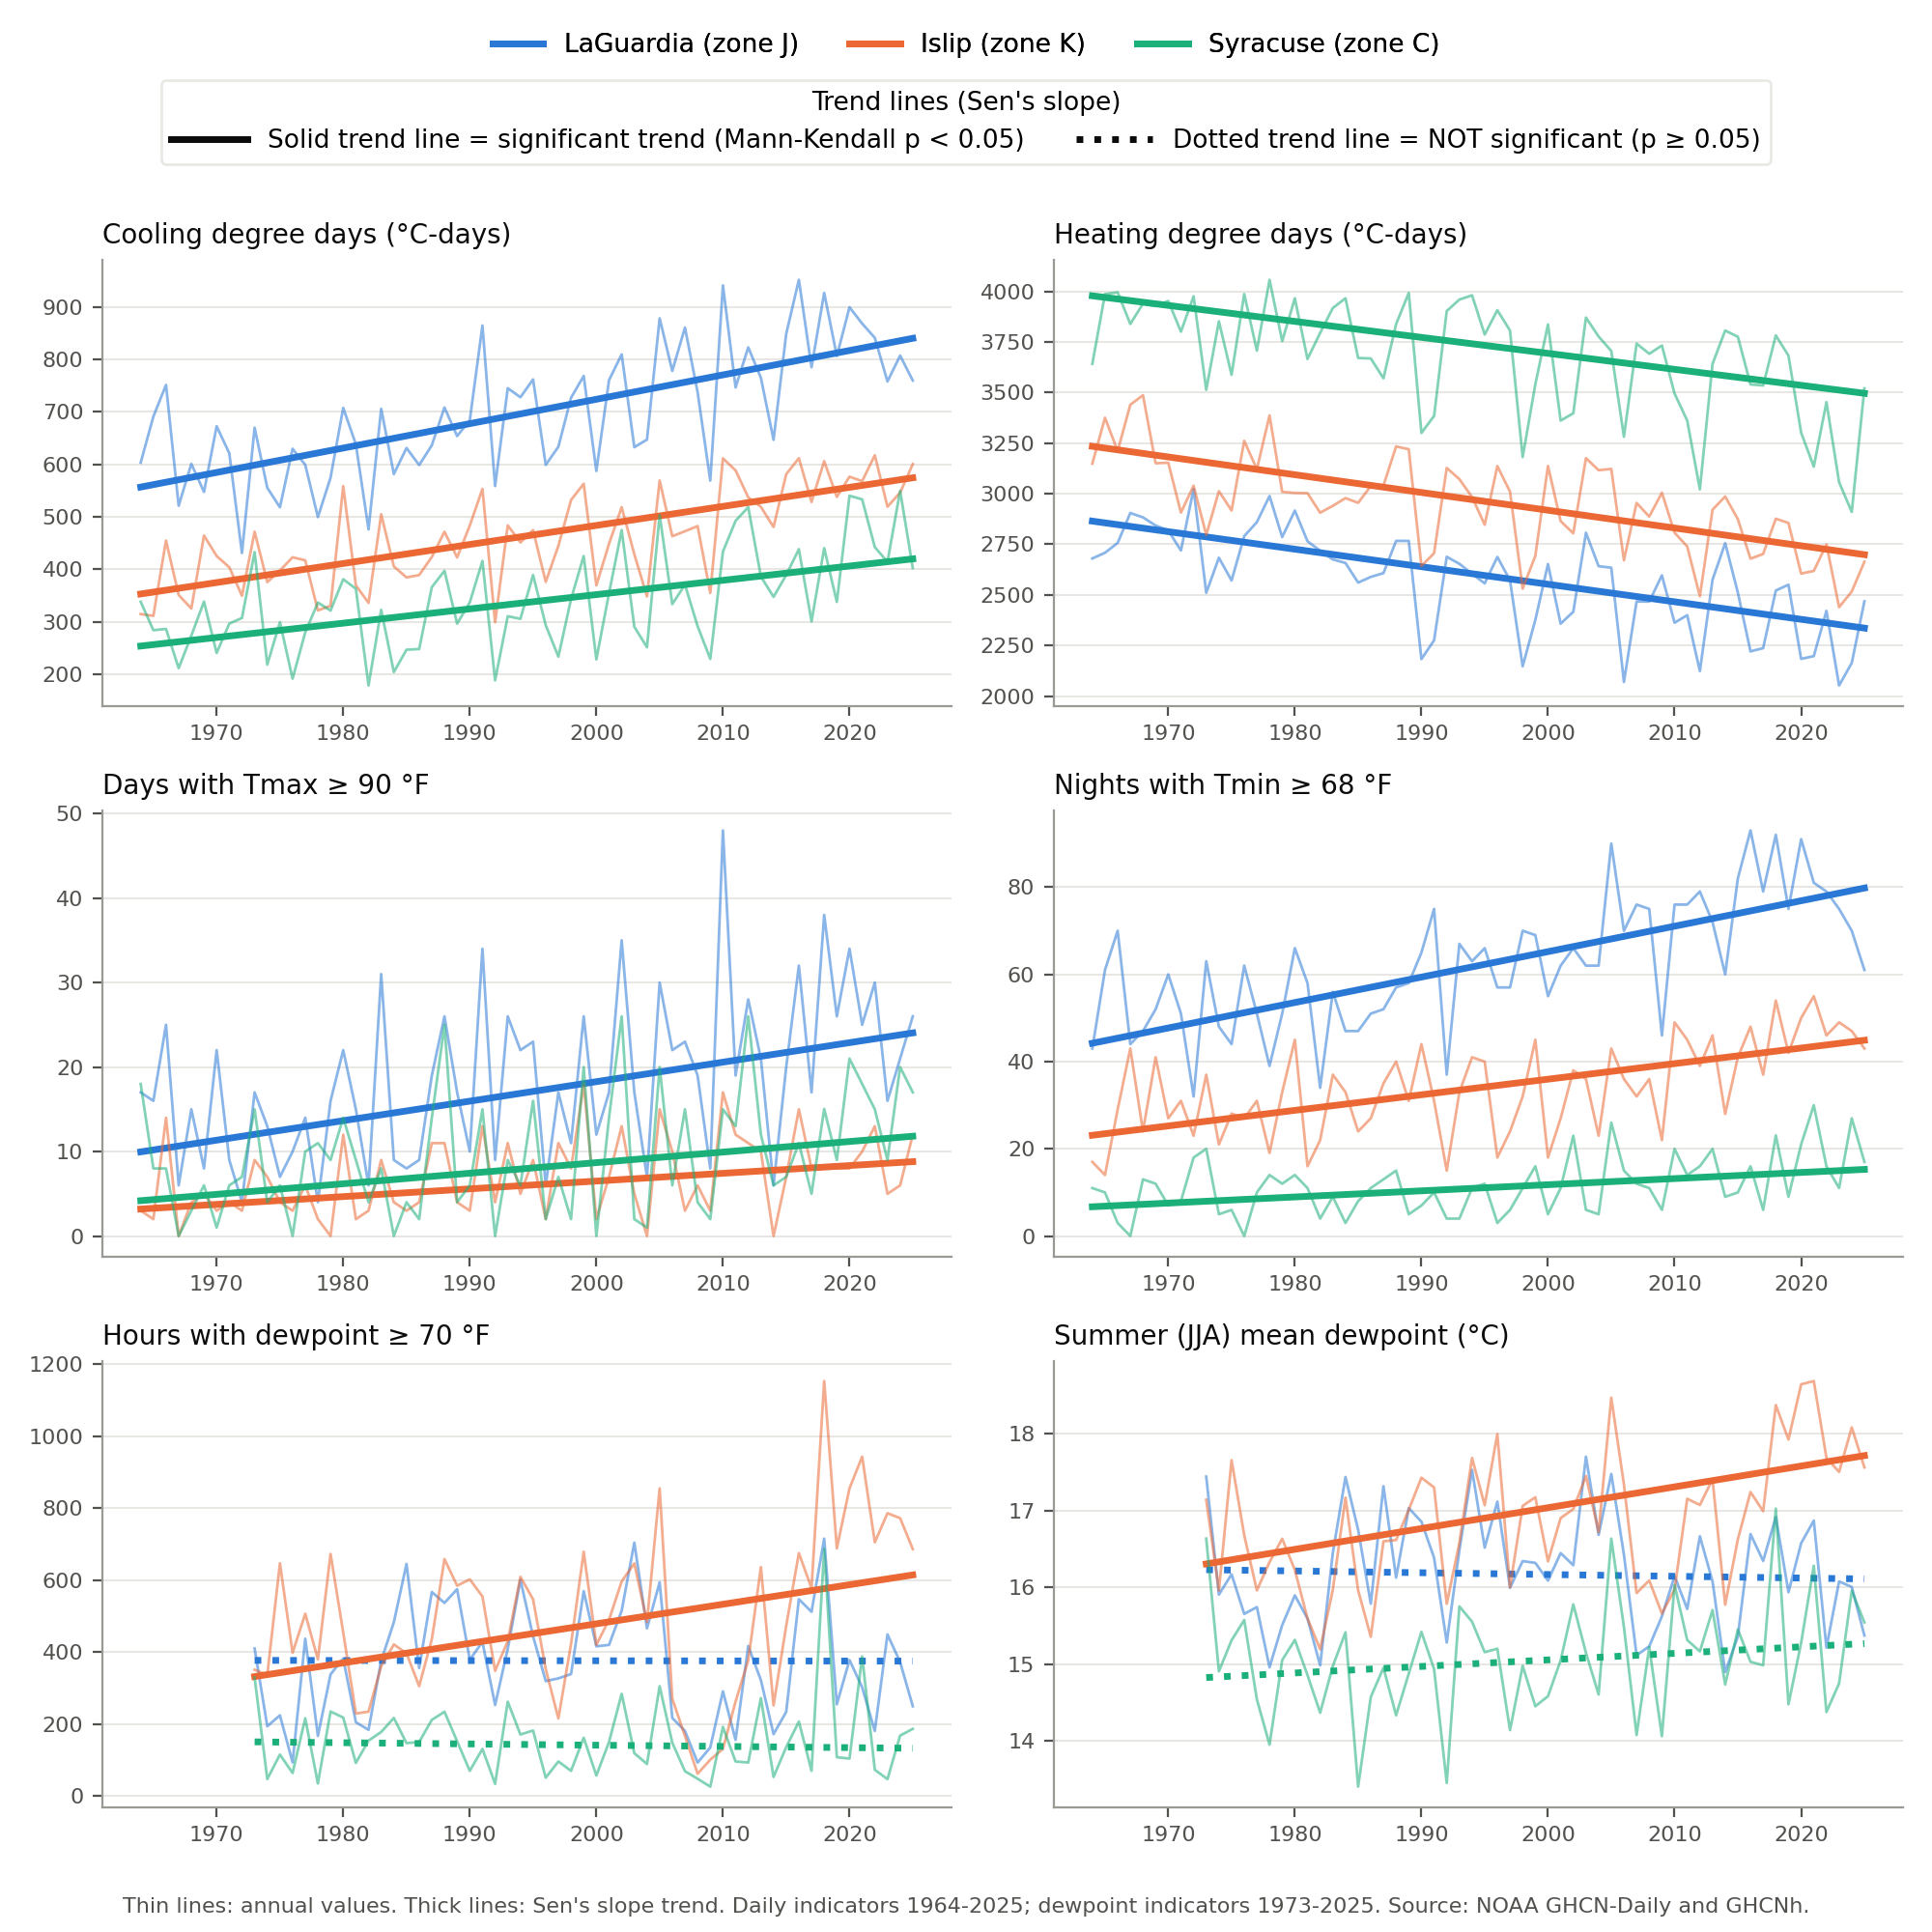 LaGuardia (zone J) Islip (zone K) Syracuse (zone C)
Trend lines (Sen's slope)
Solid trend line = significant trend (Mann-Kendall p < 0.05) Dotted trend line = NOT significant (p ≥ 0.05)
Cooling degree days (°C-days)
900
800
700
600
500
400
300
200
1970 1980 1990 2000 2010 2020
Heating degree days (°C-days)
4000
3750
3500
3250
3000
2750
2500
2250
2000
1970 1980 1990 2000 2010 2020
Days with Tmax ≥ 90 °F
50
40
30
20
10
0
1970 1980 1990 2000 2010 2020
Nights with Tmin ≥ 68 °F
80
60
40
20
0
1970 1980 1990 2000 2010 2020
Hours with dewpoint ≥ 70 °F
1200
1000
800
600
400
200
0
1970 1980 1990 2000 2010 2020
Summer (JJA) mean dewpoint (°C)
18
17
16
15
14
1970 1980 1990 2000 2010 2020
Thin lines: annual values. Thick lines: Sen's slope trend. Daily indicators 1964-2025; dewpoint indicators 1973-2025. Source: NOAA GHCN-Daily and GHCNh.